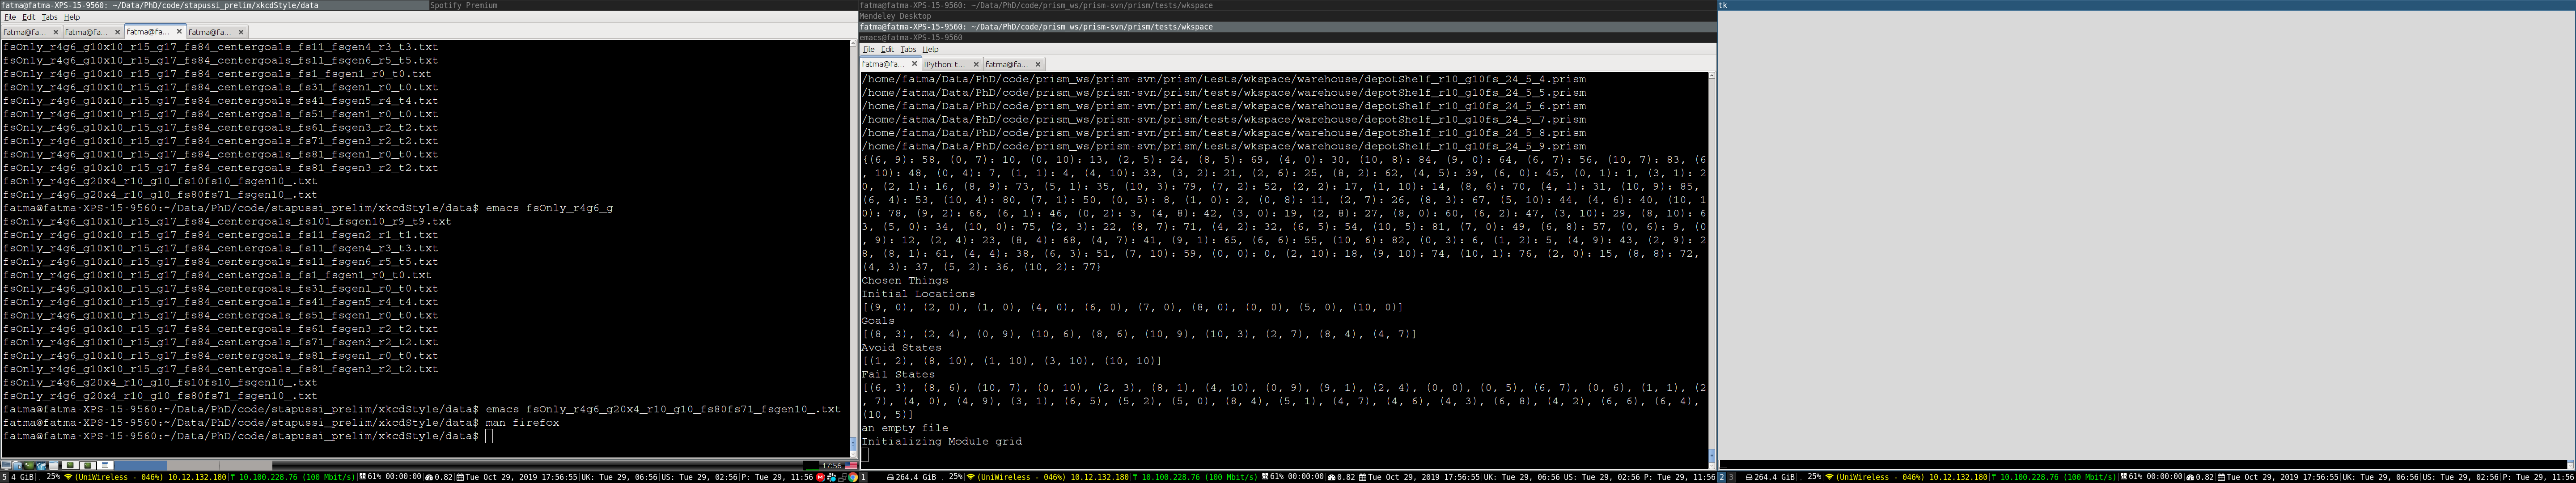 fatma@fatma-XPS-15-9560: ~/Data/PhD/code/stapussi_prelim/xkcdStyle/data
Spotify Premium
File Edit Tabs Help
fatma@fa...
fatma@fa...
fatma@fa...
fatma@fa...
fsOnly_r4g6_g10x10_r15_g17_fs84_centergoals_fs11_fsgen4_r3_t3.txt
fsOnly_r4g6_g10x10_r15_g17_fs84_centergoals_fs11_fsgen6_r5_t5.txt
fsOnly_r4g6_g10x10_r15_g17_fs84_centergoals_fs1_fsgen1_r0_t0.txt
fsOnly_r4g6_g10x10_r15_g17_fs84_centergoals_fs31_fsgen1_r0_t0.txt
fsOnly_r4g6_g10x10_r15_g17_fs84_centergoals_fs41_fsgen5_r4_t4.txt
fsOnly_r4g6_g10x10_r15_g17_fs84_centergoals_fs51_fsgen1_r0_t0.txt
fsOnly_r4g6_g10x10_r15_g17_fs84_centergoals_fs61_fsgen3_r2_t2.txt
fsOnly_r4g6_g10x10_r15_g17_fs84_centergoals_fs71_fsgen3_r2_t2.txt
fsOnly_r4g6_g10x10_r15_g17_fs84_centergoals_fs81_fsgen1_r0_t0.txt
fsOnly_r4g6_g10x10_r15_g17_fs84_centergoals_fs81_fsgen3_r2_t2.txt
fsOnly_r4g6_g20x4_r10_g10_fs10fs10_fsgen10_.txt
fsOnly_r4g6_g20x4_r10_g10_fs80fs71_fsgen10_.txt
fatma@fatma-XPS-15-9560:~/Data/PhD/code/stapussi_prelim/xkcdStyle/data$ emacs fsOnly_r4g6_g
fsOnly_r4g6_g10x10_r15_g17_fs84_centergoals_fs101_fsgen10_r9_t9.txt
fsOnly_r4g6_g10x10_r15_g17_fs84_centergoals_fs11_fsgen2_r1_t1.txt
fsOnly_r4g6_g10x10_r15_g17_fs84_centergoals_fs11_fsgen4_r3_t3.txt
fsOnly_r4g6_g10x10_r15_g17_fs84_centergoals_fs11_fsgen6_r5_t5.txt
fsOnly_r4g6_g10x10_r15_g17_fs84_centergoals_fs1_fsgen1_r0_t0.txt
fsOnly_r4g6_g10x10_r15_g17_fs84_centergoals_fs31_fsgen1_r0_t0.txt
fsOnly_r4g6_g10x10_r15_g17_fs84_centergoals_fs41_fsgen5_r4_t4.txt
fsOnly_r4g6_g10x10_r15_g17_fs84_centergoals_fs51_fsgen1_r0_t0.txt
fsOnly_r4g6_g10x10_r15_g17_fs84_centergoals_fs61_fsgen3_r2_t2.txt
fsOnly_r4g6_g10x10_r15_g17_fs84_centergoals_fs71_fsgen3_r2_t2.txt
fsOnly_r4g6_g10x10_r15_g17_fs84_centergoals_fs81_fsgen1_r0_t0.txt
fsOnly_r4g6_g10x10_r15_g17_fs84_centergoals_fs81_fsgen3_r2_t2.txt
fsOnly_r4g6_g20x4_r10_g10_fs10fs10_fsgen10_.txt
fsOnly_r4g6_g20x4_r10_g10_fs80fs71_fsgen10_.txt
fatma@fatma-XPS-15-9560:~/Data/PhD/code/stapussi_prelim/xkcdStyle/data$ emacs fsOnly_r4g6_g20x4_r10_g10_fs80fs71_fsgen10_.txt
fatma@fatma-XPS-15-9560:~/Data/PhD/code/stapussi_prelim/xkcdStyle/data$ man firefox
fatma@fatma-XPS-15-9560:~/Data/PhD/code/stapussi_prelim/xkcdStyle/data$
17:56
5 4 GiB 25% (UniWireless - 046%) 10.12.132.180 10.100.228.76 (100 Mbit/s) 61% 00:00:00 0.82 Tue Oct 29, 2019 17:56:55 UK: Tue 29, 06:56 US: Tue 29, 02:56 P: Tue 29, 11:56
fatma@fatma-XPS-15-9560: ~/Data/PhD/code/prism_ws/prism-svn/prism/tests/wkspace
Mendeley Desktop
fatma@fatma-XPS-15-9560: ~/Data/PhD/code/prism_ws/prism-svn/prism/tests/wkspace
emacs@fatma-XPS-15-9560
File Edit Tabs Help
fatma@fa...
IPython: t...
fatma@fa...
/home/fatma/Data/PhD/code/prism_ws/prism-svn/prism/tests/wkspace/warehouse/depotShelf_r10_g10fs_24_5_4.prism
/home/fatma/Data/PhD/code/prism_ws/prism-svn/prism/tests/wkspace/warehouse/depotShelf_r10_g10fs_24_5_5.prism
/home/fatma/Data/PhD/code/prism_ws/prism-svn/prism/tests/wkspace/warehouse/depotShelf_r10_g10fs_24_5_6.prism
/home/fatma/Data/PhD/code/prism_ws/prism-svn/prism/tests/wkspace/warehouse/depotShelf_r10_g10fs_24_5_7.prism
/home/fatma/Data/PhD/code/prism_ws/prism-svn/prism/tests/wkspace/warehouse/depotShelf_r10_g10fs_24_5_8.prism
/home/fatma/Data/PhD/code/prism_ws/prism-svn/prism/tests/wkspace/warehouse/depotShelf_r10_g10fs_24_5_9.prism
{(6, 9): 58, (0, 7): 10, (0, 10): 13, (2, 5): 24, (8, 5): 69, (4, 0): 30, (10, 8): 84, (9, 0): 64, (6, 7): 56, (10, 7): 83, (6
, 10): 48, (0, 4): 7, (1, 1): 4, (4, 10): 33, (3, 2): 21, (2, 6): 25, (8, 2): 62, (4, 5): 39, (6, 0): 45, (0, 1): 1, (3, 1): 2
0, (2, 1): 16, (8, 9): 73, (5, 1): 35, (10, 3): 79, (7, 2): 52, (2, 2): 17, (1, 10): 14, (8, 6): 70, (4, 1): 31, (10, 9): 85,
(6, 4): 53, (10, 4): 80, (7, 1): 50, (0, 5): 8, (1, 0): 2, (0, 8): 11, (2, 7): 26, (8, 3): 67, (5, 10): 44, (4, 6): 40, (10, 1
0): 78, (9, 2): 66, (6, 1): 46, (0, 2): 3, (4, 8): 42, (3, 0): 19, (2, 8): 27, (8, 0): 60, (6, 2): 47, (3, 10): 29, (8, 10): 6
3, (5, 0): 34, (10, 0): 75, (2, 3): 22, (8, 7): 71, (4, 2): 32, (6, 5): 54, (10, 5): 81, (7, 0): 49, (6, 8): 57, (0, 6): 9, (0
, 9): 12, (2, 4): 23, (8, 4): 68, (4, 7): 41, (9, 1): 65, (6, 6): 55, (10, 6): 82, (0, 3): 6, (1, 2): 5, (4, 9): 43, (2, 9): 2
8, (8, 1): 61, (4, 4): 38, (6, 3): 51, (7, 10): 59, (0, 0): 0, (2, 10): 18, (9, 10): 74, (10, 1): 76, (2, 0): 15, (8, 8): 72,
(4, 3): 37, (5, 2): 36, (10, 2): 77}
Chosen Things
Initial Locations
[(9, 0), (2, 0), (1, 0), (4, 0), (6, 0), (7, 0), (8, 0), (0, 0), (5, 0), (10, 0)]
Goals
[(8, 3), (2, 4), (0, 9), (10, 6), (8, 6), (10, 9), (10, 3), (2, 7), (8, 4), (4, 7)]
Avoid States
[(1, 2), (8, 10), (1, 10), (3, 10), (10, 10)]
Fail States
[(6, 3), (8, 6), (10, 7), (0, 10), (2, 3), (8, 1), (4, 10), (0, 9), (9, 1), (2, 4), (0, 0), (0, 5), (6, 7), (0, 6), (1, 1), (2
, 7), (4, 0), (4, 9), (3, 1), (6, 5), (5, 2), (5, 0), (8, 4), (5, 1), (4, 7), (4, 6), (4, 3), (6, 8), (4, 2), (6, 6), (6, 4),
(10, 5)]
an empty file
Initializing Module grid
1 264.4 GiB 25% (UniWireless - 046%) 10.12.132.180 10.100.228.76 (100 Mbit/s) 61% 00:00:00 0.82 Tue Oct 29, 2019 17:56:55 UK: Tue 29, 06:56 US: Tue 29, 02:56 P: Tue 29, 11:56
tk
2 3 264.4 GiB 25% (UniWireless - 046%) 10.12.132.180 10.100.228.76 (100 Mbit/s) 61% 00:00:00 0.82 Tue Oct 29, 2019 17:56:55 UK: Tue 29, 06:56 US: Tue 29, 02:56 P: Tue 29, 11:56